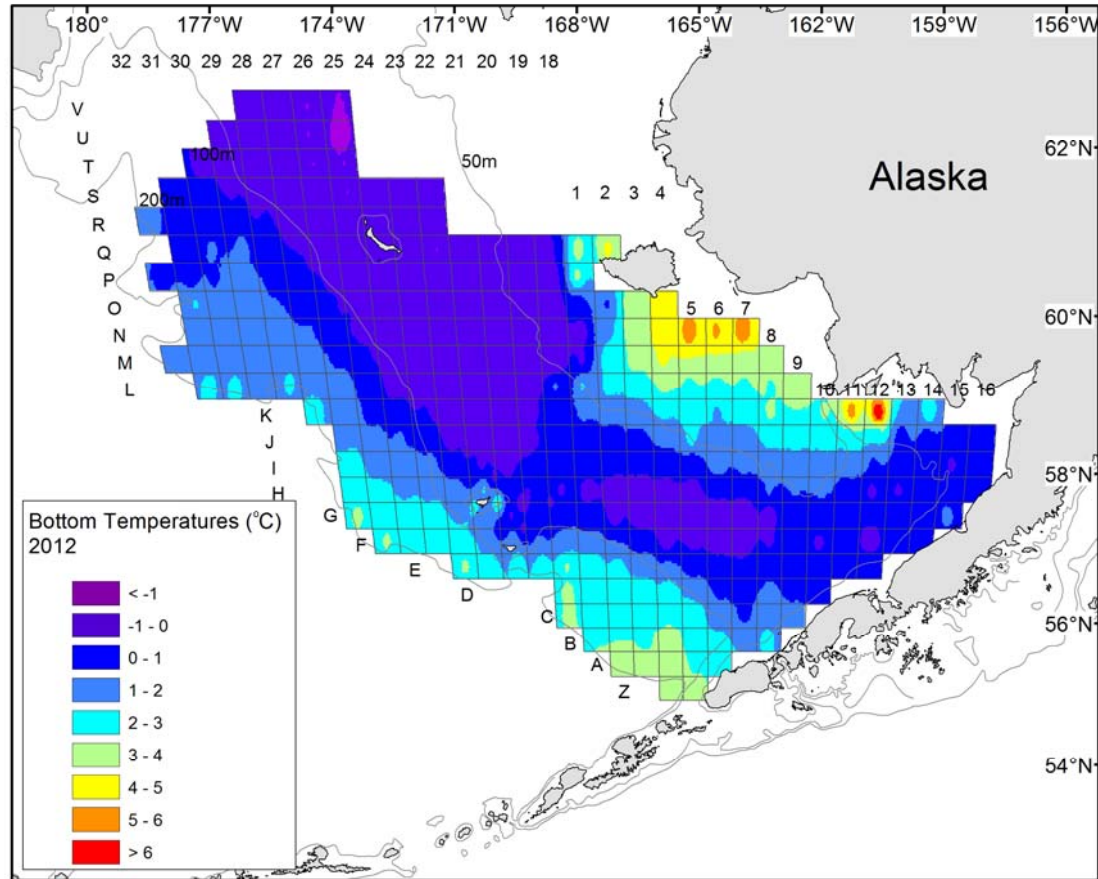 180° 177°W 174°W 171°W 168°W 165°W 162°W 159°W 156°W
32 31 30 29 28 27 26 25 24 23 22 21 20 19 18
V
U
T
S
R
Q
P
O
N
M
L
K
J
I
H
G
F
E
D
C
B
A
Z
100m
50m
200m
1 2 3 4
5 6 7
8
9
10 11 12 13 14 15 16
Alaska
62°N
60°N
58°N
56°N
54°N
Bottom Temperatures (°C)
2012
< -1
-1 - 0
0 - 1
1 - 2
2 - 3
3 - 4
4 - 5
5 - 6
> 6